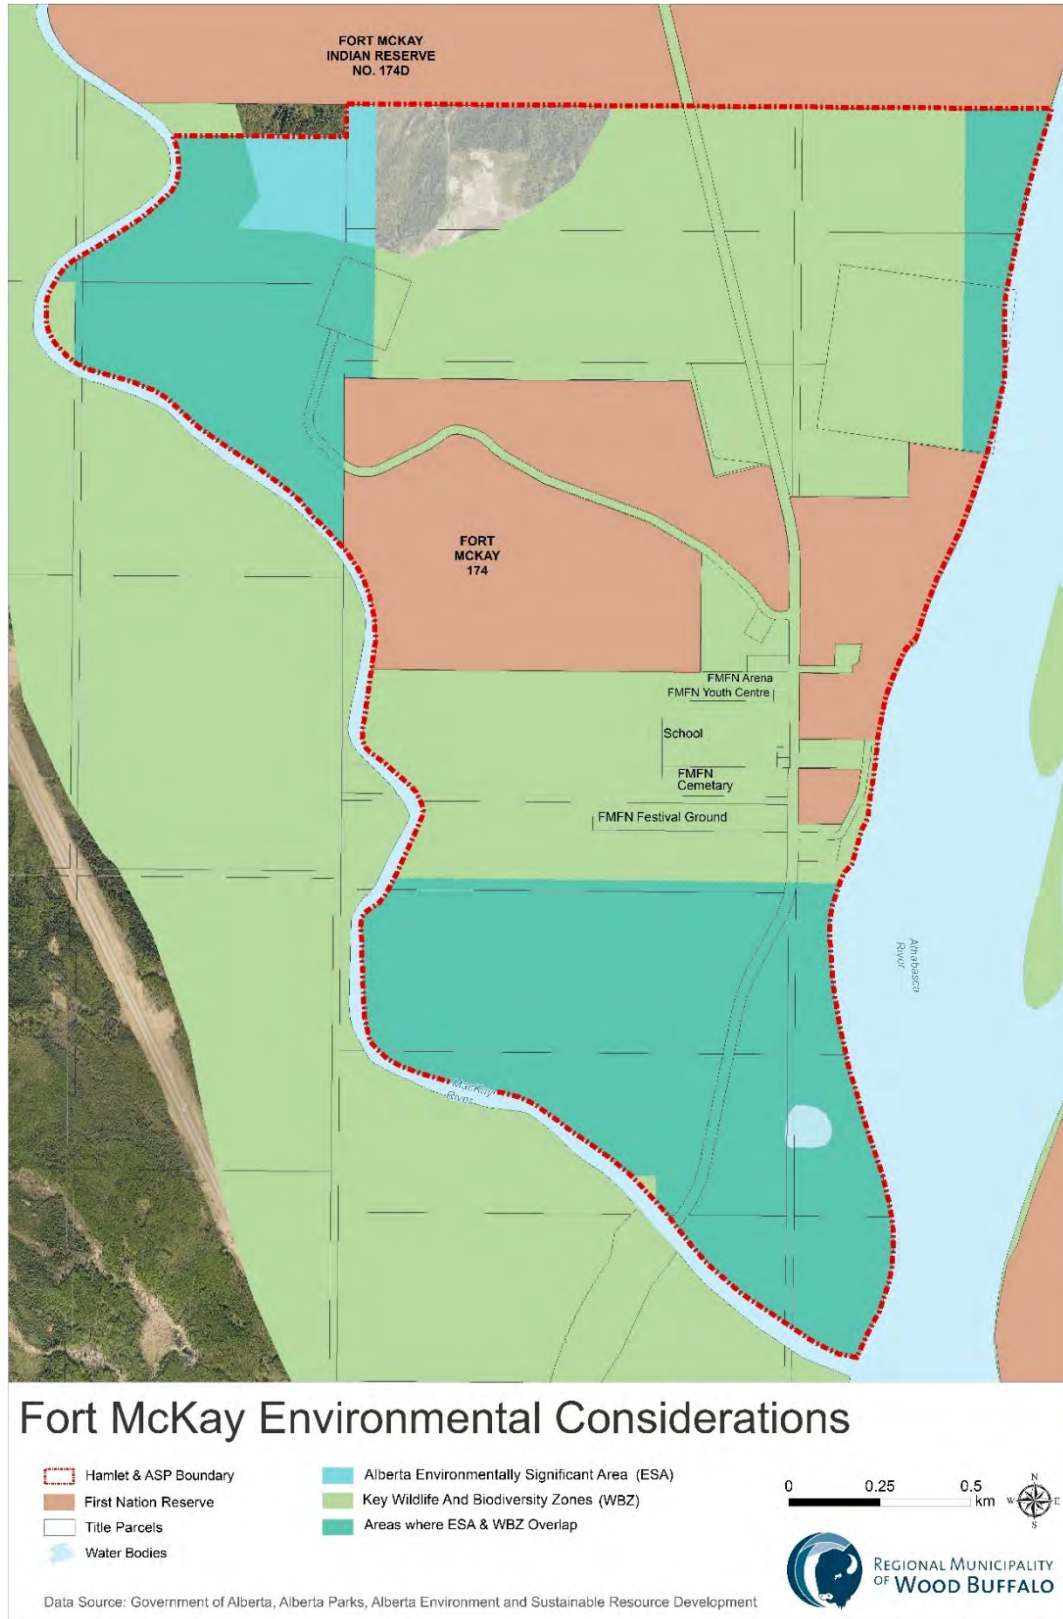 FORT MCKAY
INDIAN RESERVE
NO. 174D
FORT
MCKAY
174
FMFN Arena
FMFN Youth Centre
School
FMFN
Cemetary
FMFN Festival Ground
Athabasca
River
MacKay
River
Fort McKay Environmental Considerations
Hamlet & ASP Boundary
First Nation Reserve
Title Parcels
Water Bodies
Alberta Environmentally Significant Area (ESA)
Key Wildlife And Biodiversity Zones (WBZ)
Areas where ESA & WBZ Overlap
0 0.25 0.5
km
N
W E
S
REGIONAL MUNICIPALITY
OF WOOD BUFFALO
Data Source: Government of Alberta, Alberta Parks, Alberta Environment and Sustainable Resource Development